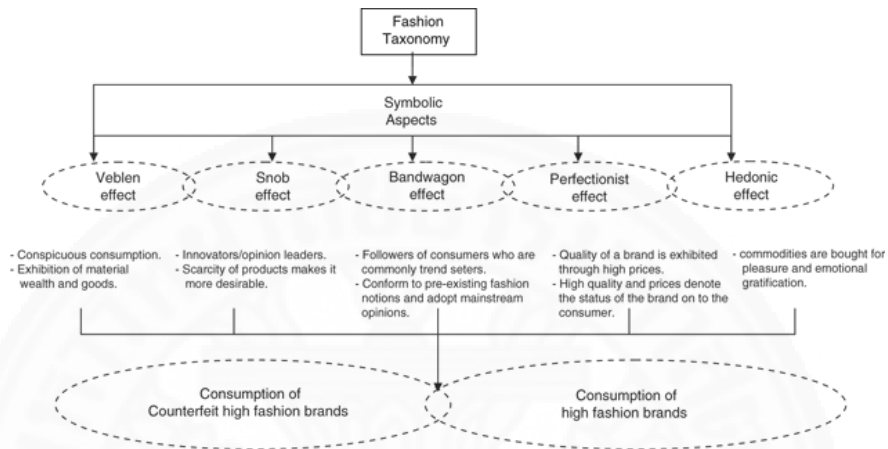 Fashion
Taxonomy
Symbolic
Aspects
Veblen
effect
Snob
effect
Bandwagon
effect
Perfectionist
effect
Hedonic
effect
- Conspicuous consumption.
- Exhibition of material
wealth and goods.
- Innovators/opinion leaders.
- Scarcity of products makes it
more desirable.
- Followers of consumers who are
commonly trend seters.
- Conform to pre-existing fashion
notions and adopt mainstream
opinions.
- Quality of a brand is exhibited
through high prices.
- High quality and prices denote
the status of the brand on to the
consumer.
- commodities are bought for
pleasure and emotional
gratification.
Consumption of
Counterfeit high fashion brands
Consumption of
high fashion brands